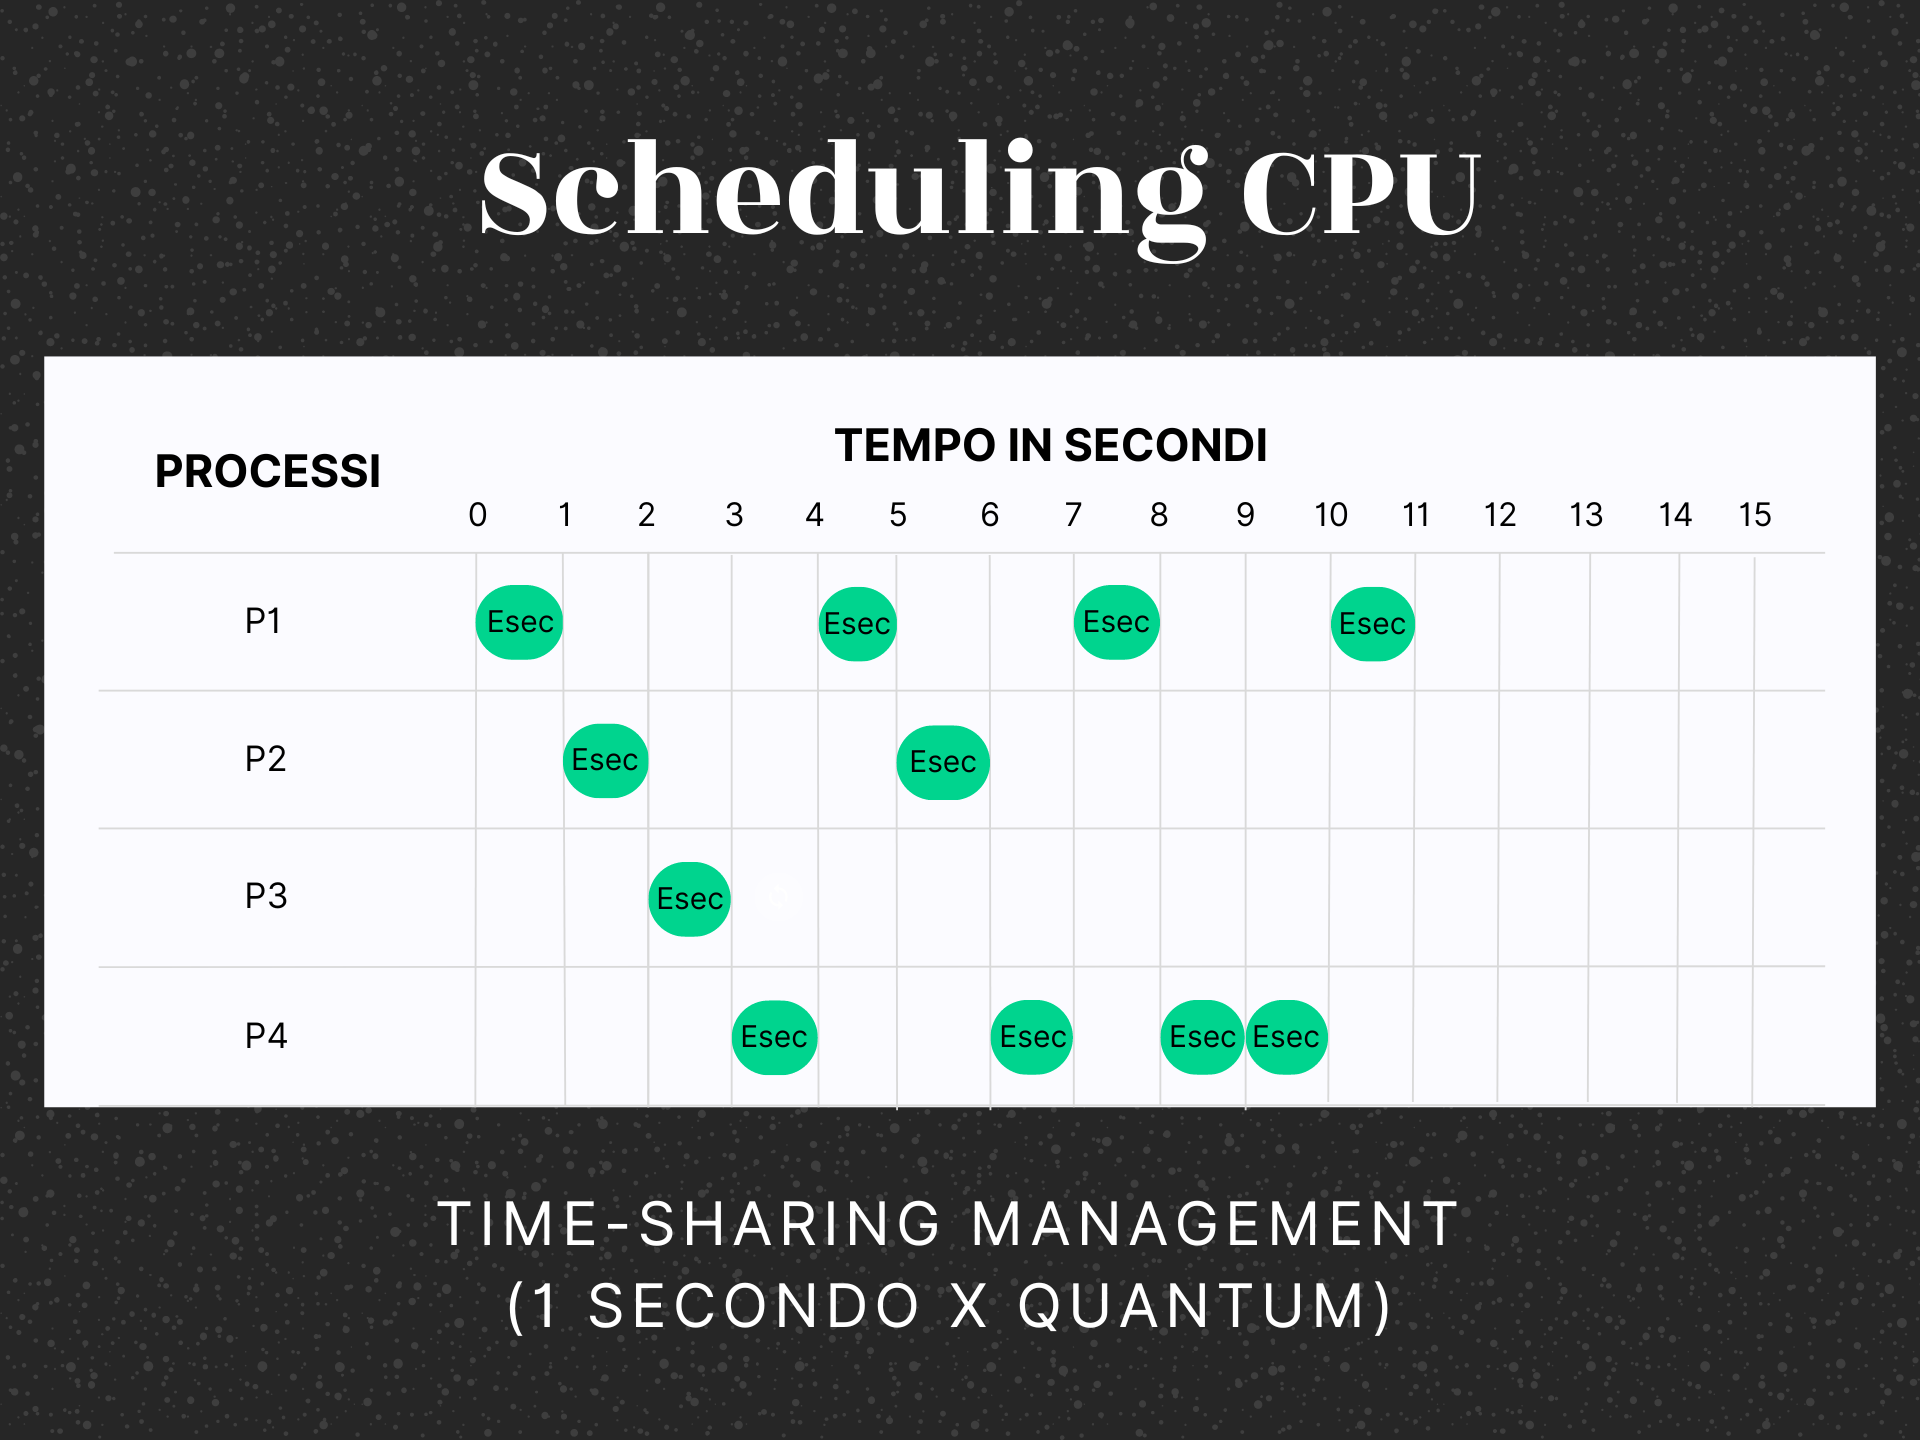 Scheduling CPU
TEMPO IN SECONDI
PROCESSI
0 1 2 3 4 5 6 7 8 9 10 11 12 13 14 15
P1 Esec Esec Esec Esec
P2 Esec Esec
P3 Esec
P4 Esec Esec Esec Esec
TIME-SHARING MANAGEMENT
(1 SECONDO X QUANTUM)